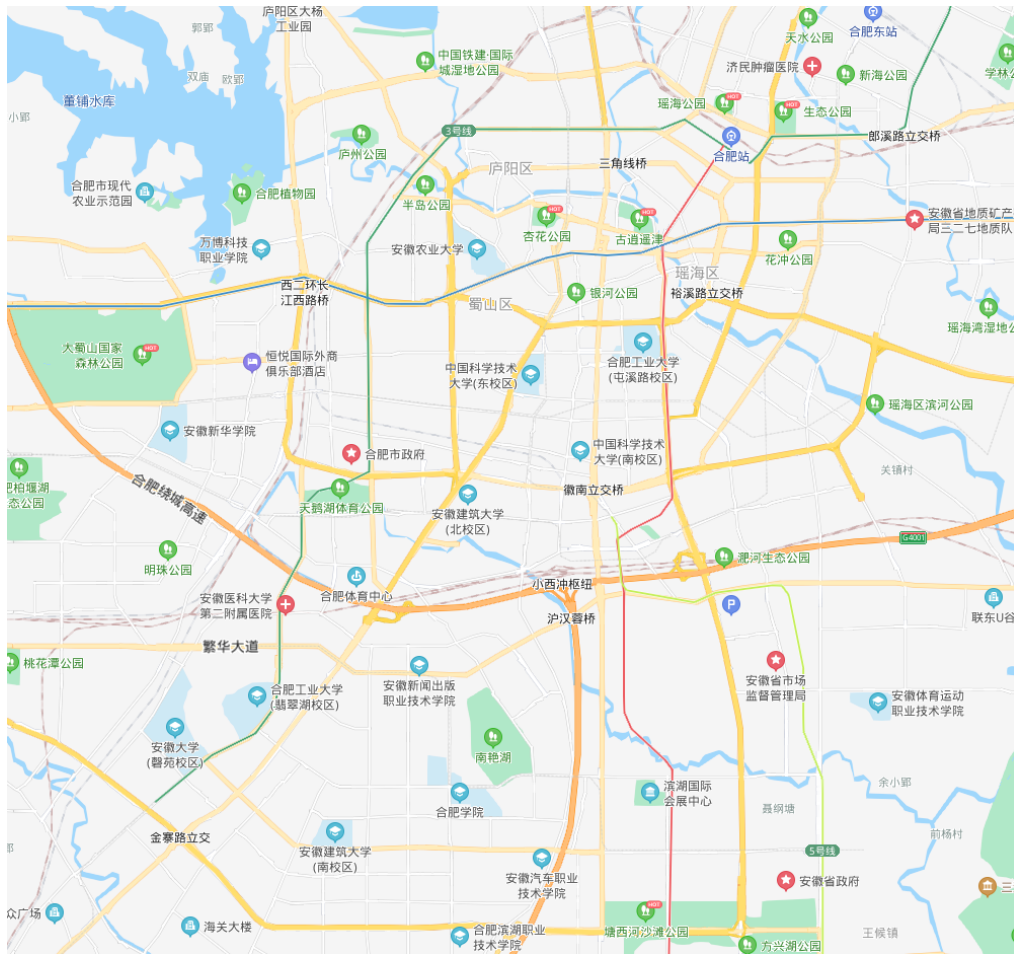 庐阳区大杨
工业园
郭郢
合肥东站
天水公园
中国铁建·国际
城湿地公园
济民肿瘤医院
新海公园
学林公
双庙
欧郢
董铺水库
小郢
瑶海公园
HOT
HOT
生态公园
3号线
郎溪路立交桥
庐州公园
合肥站
三角线桥
庐阳区
合肥市现代
农业示范园
合肥植物园
半岛公园
HOT
HOT
杏花公园
古逍遥津
安徽省地质矿产
局三二七地质队
万博科技
职业学院
安徽农业大学
花冲公园
瑶海区
西二环长
江西路桥
蜀山区
银河公园
裕溪路立交桥
瑶海湾湿地公
大蜀山国家
森林公园
HOT
恒悦国际外商
俱乐部酒店
中国科学技术
大学(东校区)
合肥工业大学
(屯溪路校区)
瑶海区滨河公园
安徽新华学院
合肥市政府
中国科学技术
大学(南校区)
关镇村
肥柏堰湖
态公园
合肥绕城高速
天鹅湖体育公园
徽南立交桥
安徽建筑大学
(北校区)
G4001
明珠公园
淝河生态公园
合肥体育中心
小西冲枢纽
安徽医科大学
第二附属医院
P
沪汉蓉桥
联东U谷
繁华大道
桃花潭公园
安徽新闻出版
职业技术学院
安徽省市场
监督管理局
合肥工业大学
(翡翠湖校区)
安徽体育运动
职业技术学院
安徽大学
(磬苑校区)
南艳湖
滨湖国际
会展中心
余小郢
聂纲塘
合肥学院
金寨路立交
安徽建筑大学
(南校区)
前杨村
5号线
安徽汽车职业
技术学院
安徽省政府
三
众广场
海关大楼
HOT
塘西河沙滩公园
合肥滨湖职业
技术学院
方兴湖公园
王候镇